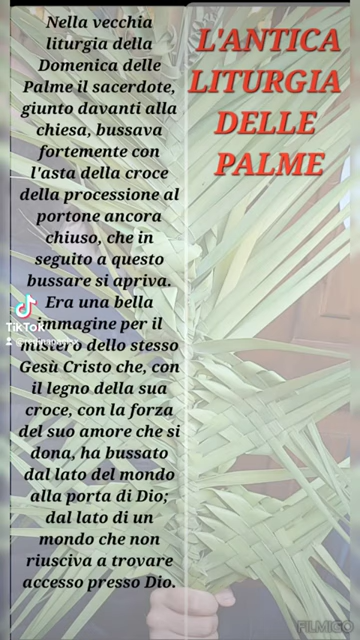 Nella vecchia
liturgia della
Domenica delle
Palme il sacerdote,
giunto davanti alla
chiesa, bussava
fortemente con
l'asta della croce
della processione al
portone ancora
chiuso, che in
seguito a questo
bussare si apriva.
Era una bella
immagine per il
mistero dello stesso
Gesù Cristo che, con
il legno della sua
croce, con la forza
del suo amore che si
dona, ha bussato
dal lato del mondo
alla porta di Dio;
dal lato di un
mondo che non
riusciva a trovare
accesso presso Dio.
L'ANTICA
LITURGIA
DELLE
PALME
TikTok
FILMIGO